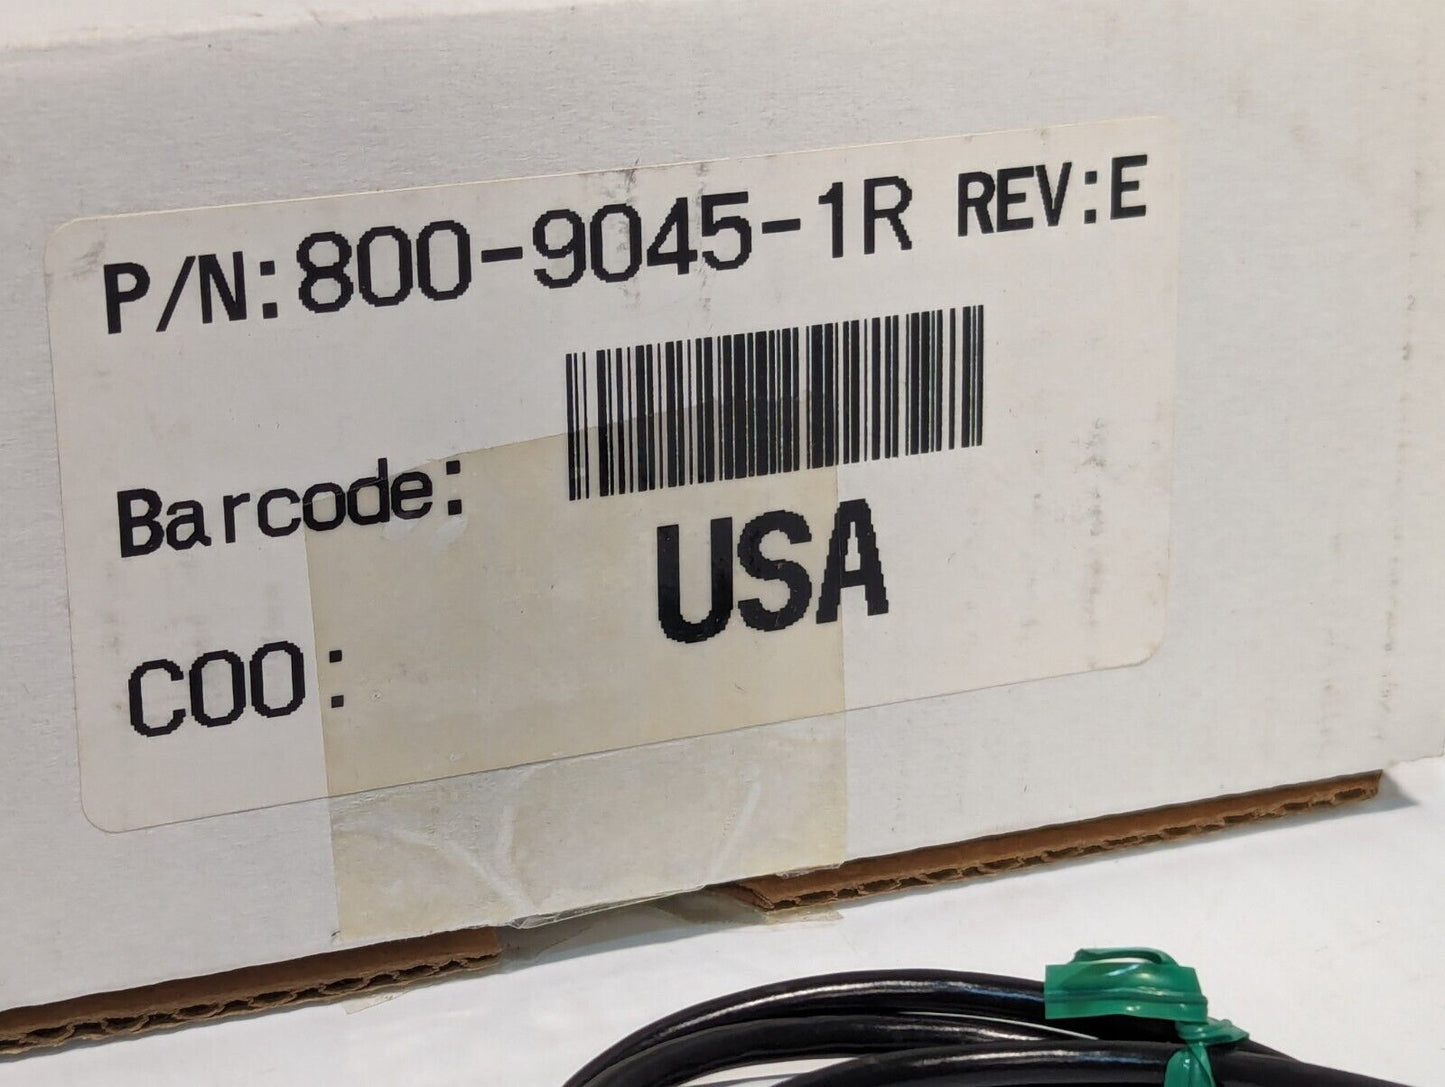 P/N:800-9045-1R REV:E
Barcode:
USA
COO: